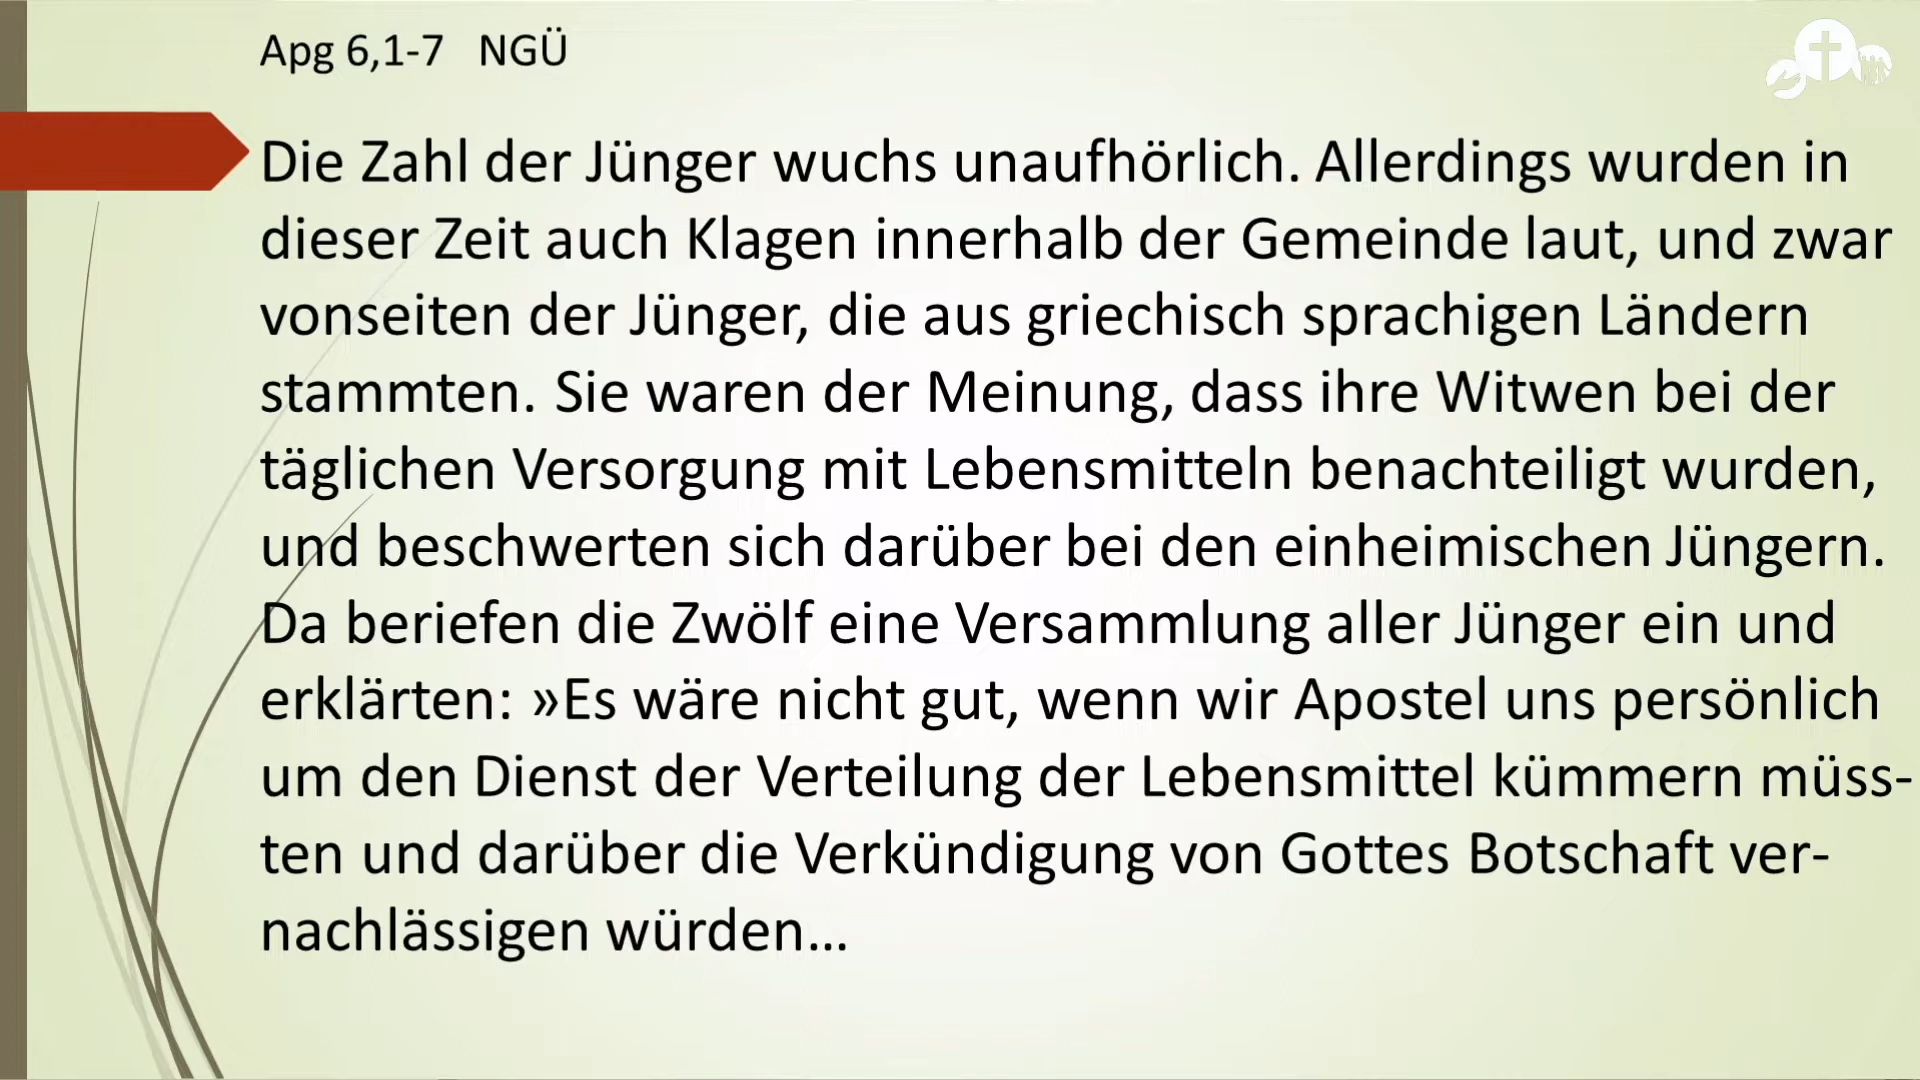 Apg 6,1-7 NGÜ
Die Zahl der Jünger wuchs unaufhörlich. Allerdings wurden in
dieser Zeit auch Klagen innerhalb der Gemeinde laut, und zwar
vonseiten der Jünger, die aus griechisch sprachigen Ländern
stammten. Sie waren der Meinung, dass ihre Witwen bei der
täglichen Versorgung mit Lebensmitteln benachteiligt wurden,
und beschwerten sich darüber bei den einheimischen Jüngern.
Da beriefen die Zwölf eine Versammlung aller Jünger ein und
erklärten: »Es wäre nicht gut, wenn wir Apostel uns persönlich
um den Dienst der Verteilung der Lebensmittel kümmern müss-
ten und darüber die Verkündigung von Gottes Botschaft ver-
nachlässigen würden...